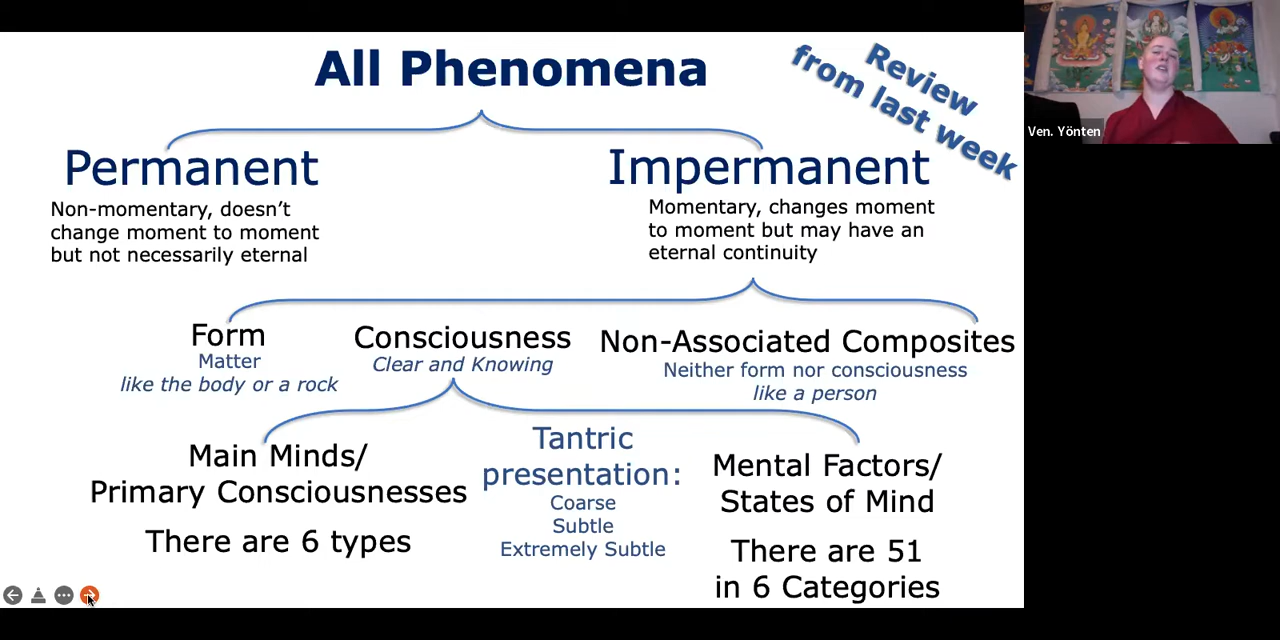 All Phenomena
Review
from last week
Ven. Yönten
Permanent
Non-momentary, doesn't
change moment to moment
but not necessarily eternal
Impermanent
Momentary, changes moment
to moment but may have an
eternal continuity
Form
Matter
like the body or a rock
Consciousness
Clear and Knowing
Non-Associated Composites
Neither form nor consciousness
like a person
Main Minds/
Primary Consciousnesses
There are 6 types
Tantric
presentation:
Coarse
Subtle
Extremely Subtle
Mental Factors/
States of Mind
There are 51
in 6 Categories